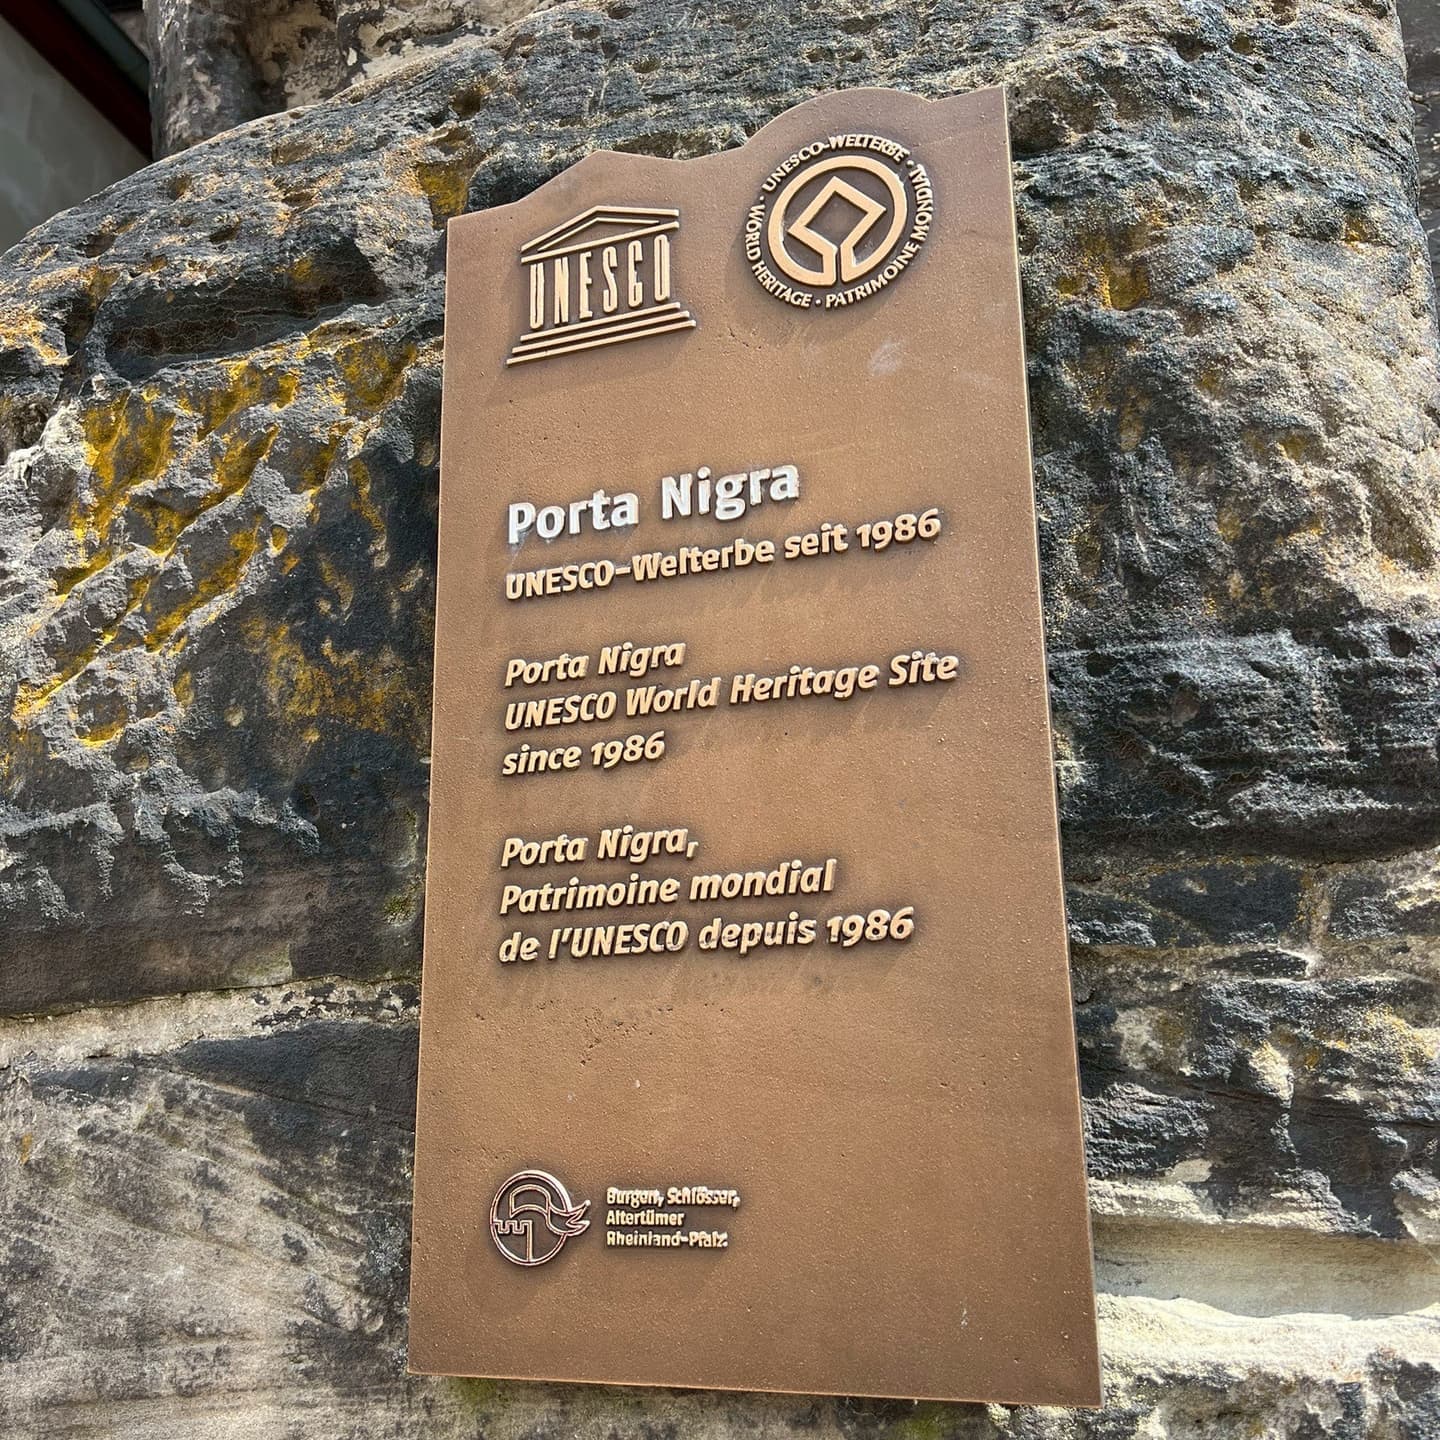 UNESCO
UNESCO-WELTERBE • PATRIMOINE MONDIAL • WORLD HERITAGE •
Porta Nigra
UNESCO-Welterbe seit 1986
Porta Nigra
UNESCO World Heritage Site
since 1986
Porta Nigra,
Patrimoine mondial
de l'UNESCO depuis 1986
Burgen, Schlösser,
Altertümer
Rheinland-Pfalz